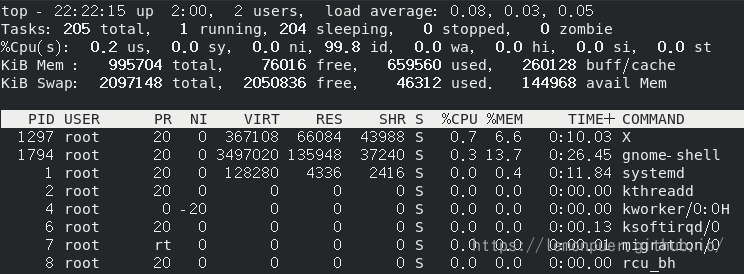 top - 22:22:15 up  2:00,  2 users,  load average: 0.08, 0.03, 0.05
Tasks: 205 total,   1 running, 204 sleeping,   0 stopped,   0 zombie
%Cpu(s):  0.2 us,  0.0 sy,  0.0 ni, 99.8 id,  0.0 wa,  0.0 hi,  0.0 si,  0.0 st
KiB Mem :   995704 total,    76016 free,   659560 used,   260128 buff/cache
KiB Swap:  2097148 total,  2050836 free,    46312 used.   144968 avail Mem
PID USER      PR  NI    VIRT    RES    SHR S  %CPU %MEM     TIME+ COMMAND
1297 root      20   0  367108  66084  43988 S   0.7  6.6   0:10.03 X
1794 root      20   0 3497020 135948  37240 S   0.3 13.7   0:26.45 gnome-shell
1 root      20   0  128280   4336   2416 S   0.0  0.4   0:11.84 systemd
2 root      20   0       0      0      0 S   0.0  0.0   0:00.00 kthreadd
4 root       0 -20       0      0      0 S   0.0  0.0   0:00.00 kworker/0:0H
6 root      20   0       0      0      0 S   0.0  0.0   0:00.13 ksoftirqd/0
7 root      rt   0       0      0      0 S   0.0  0.0   0:00.01 migration/0
8 root      20   0       0      0      0 S   0.0  0.0   0:00.00 rcu_bh